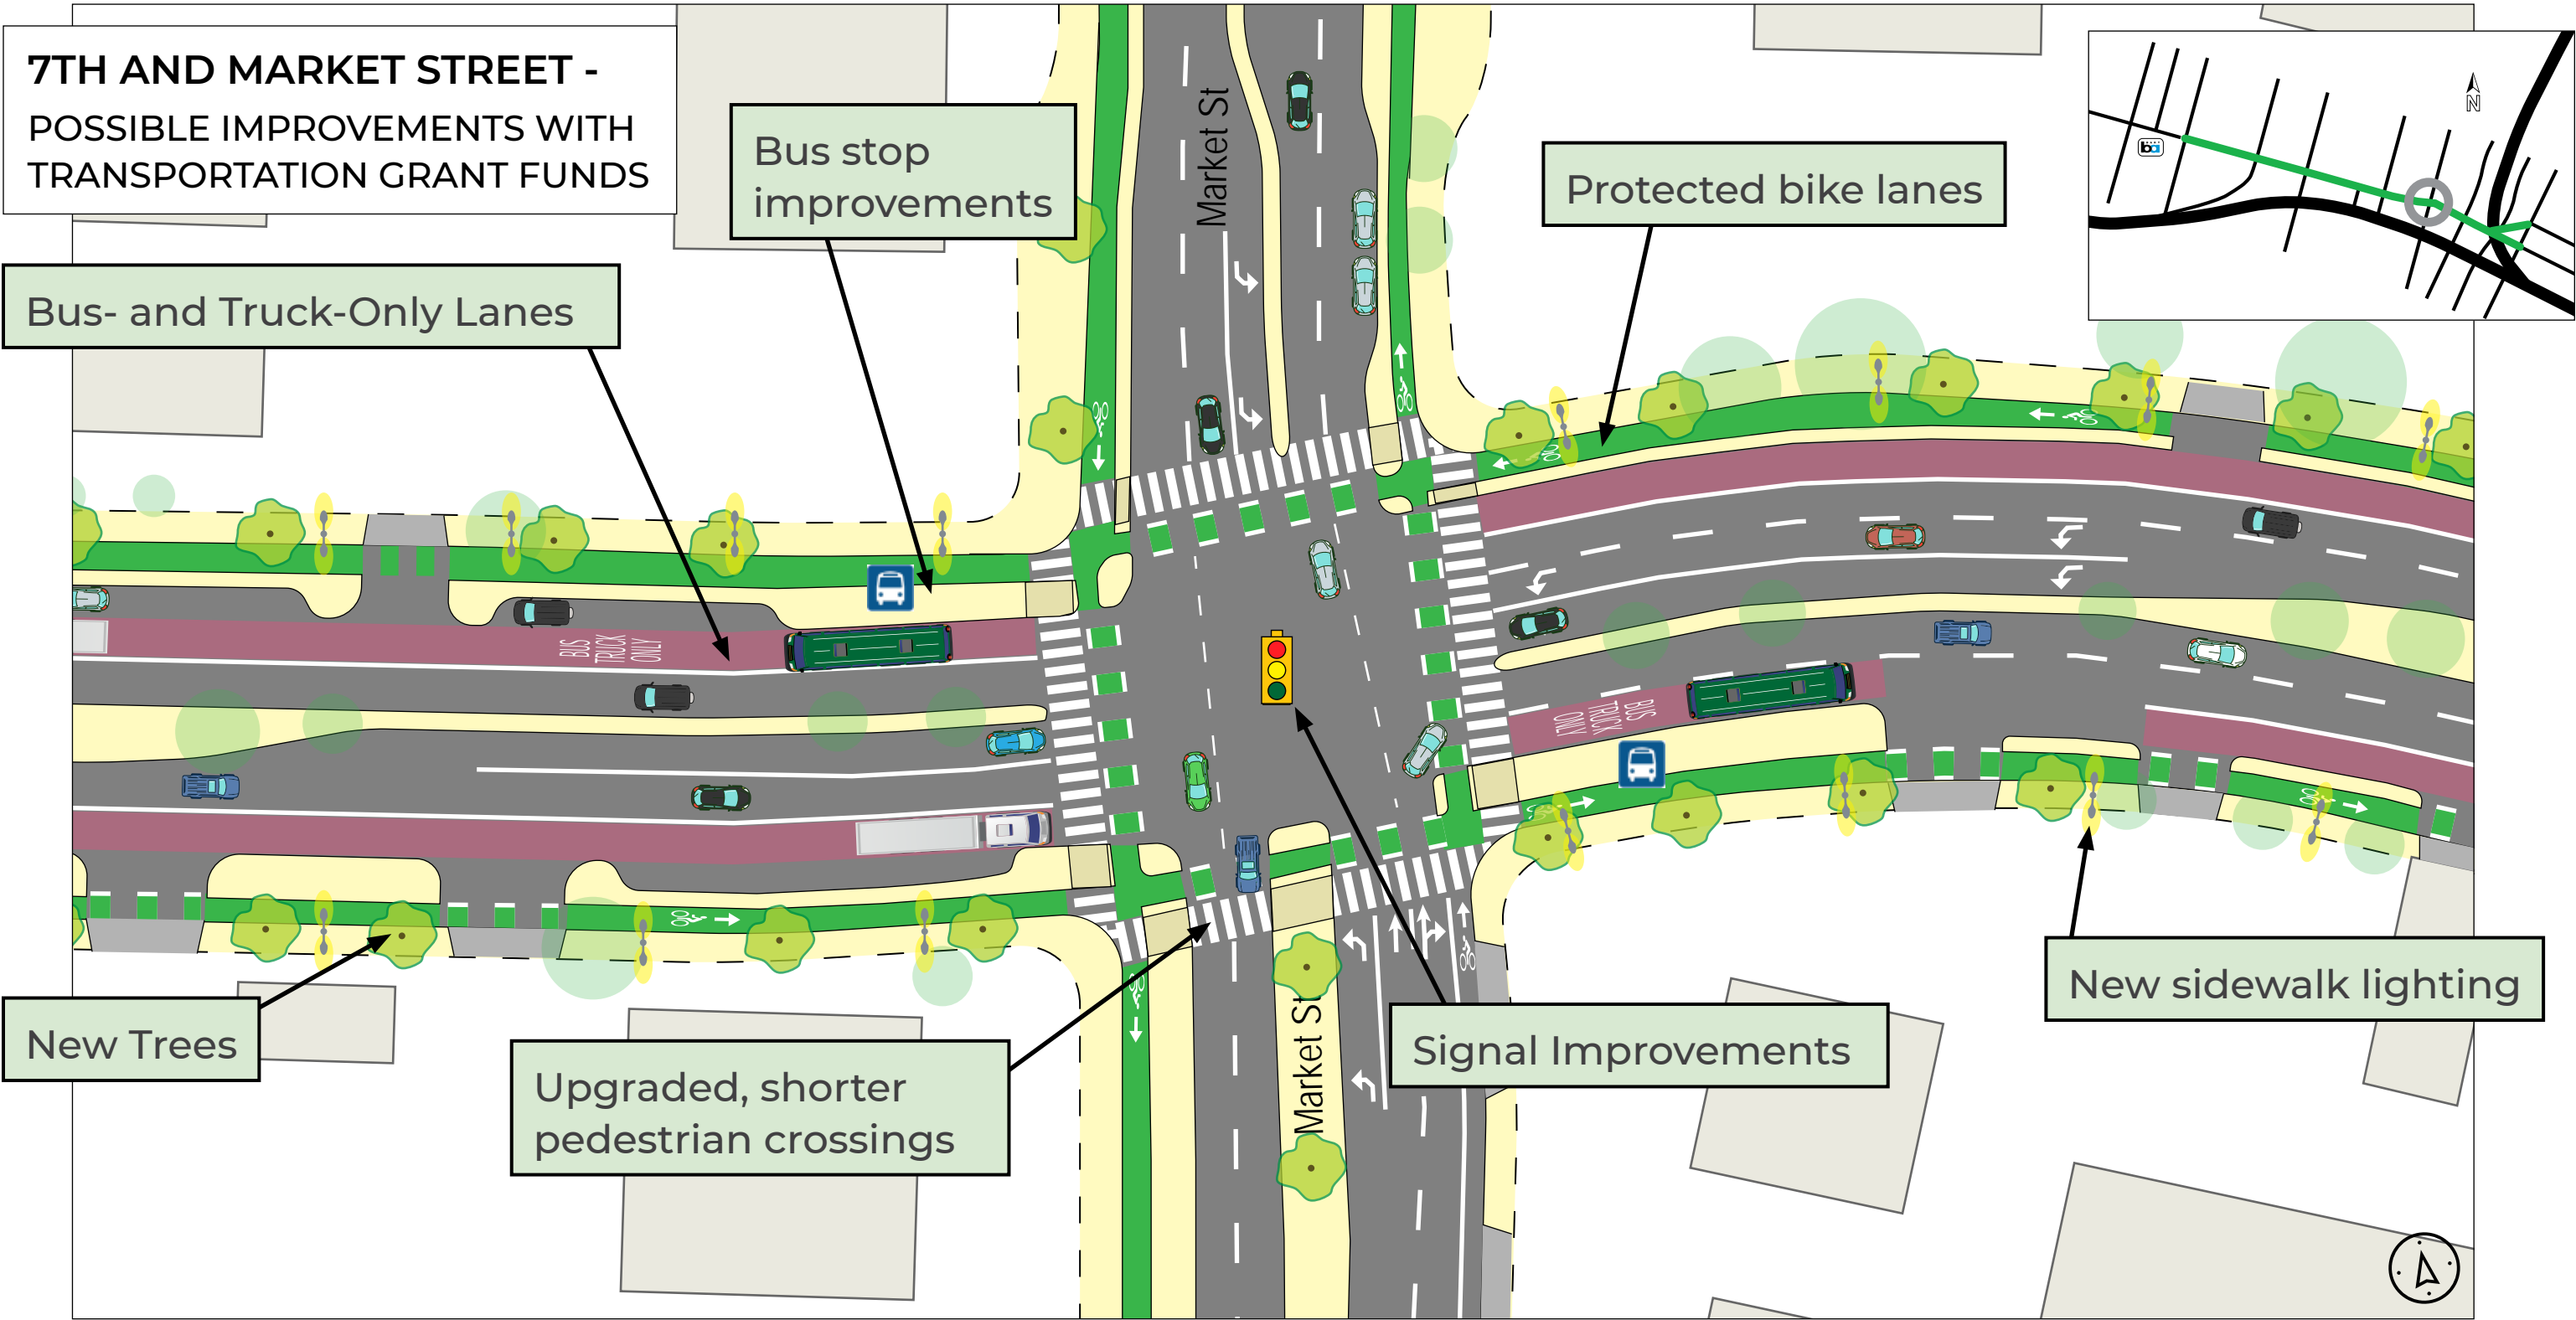 7TH AND MARKET STREET -
POSSIBLE IMPROVEMENTS WITH
TRANSPORTATION GRANT FUNDS
Bus stop
improvements
Market St
Protected bike lanes
N
ba
Bus- and Truck-Only Lanes
BUS
TRUCK
ONLY
BUS
TRUCK
ONLY
New Trees
Upgraded, shorter
pedestrian crossings
Market St
Signal Improvements
New sidewalk lighting